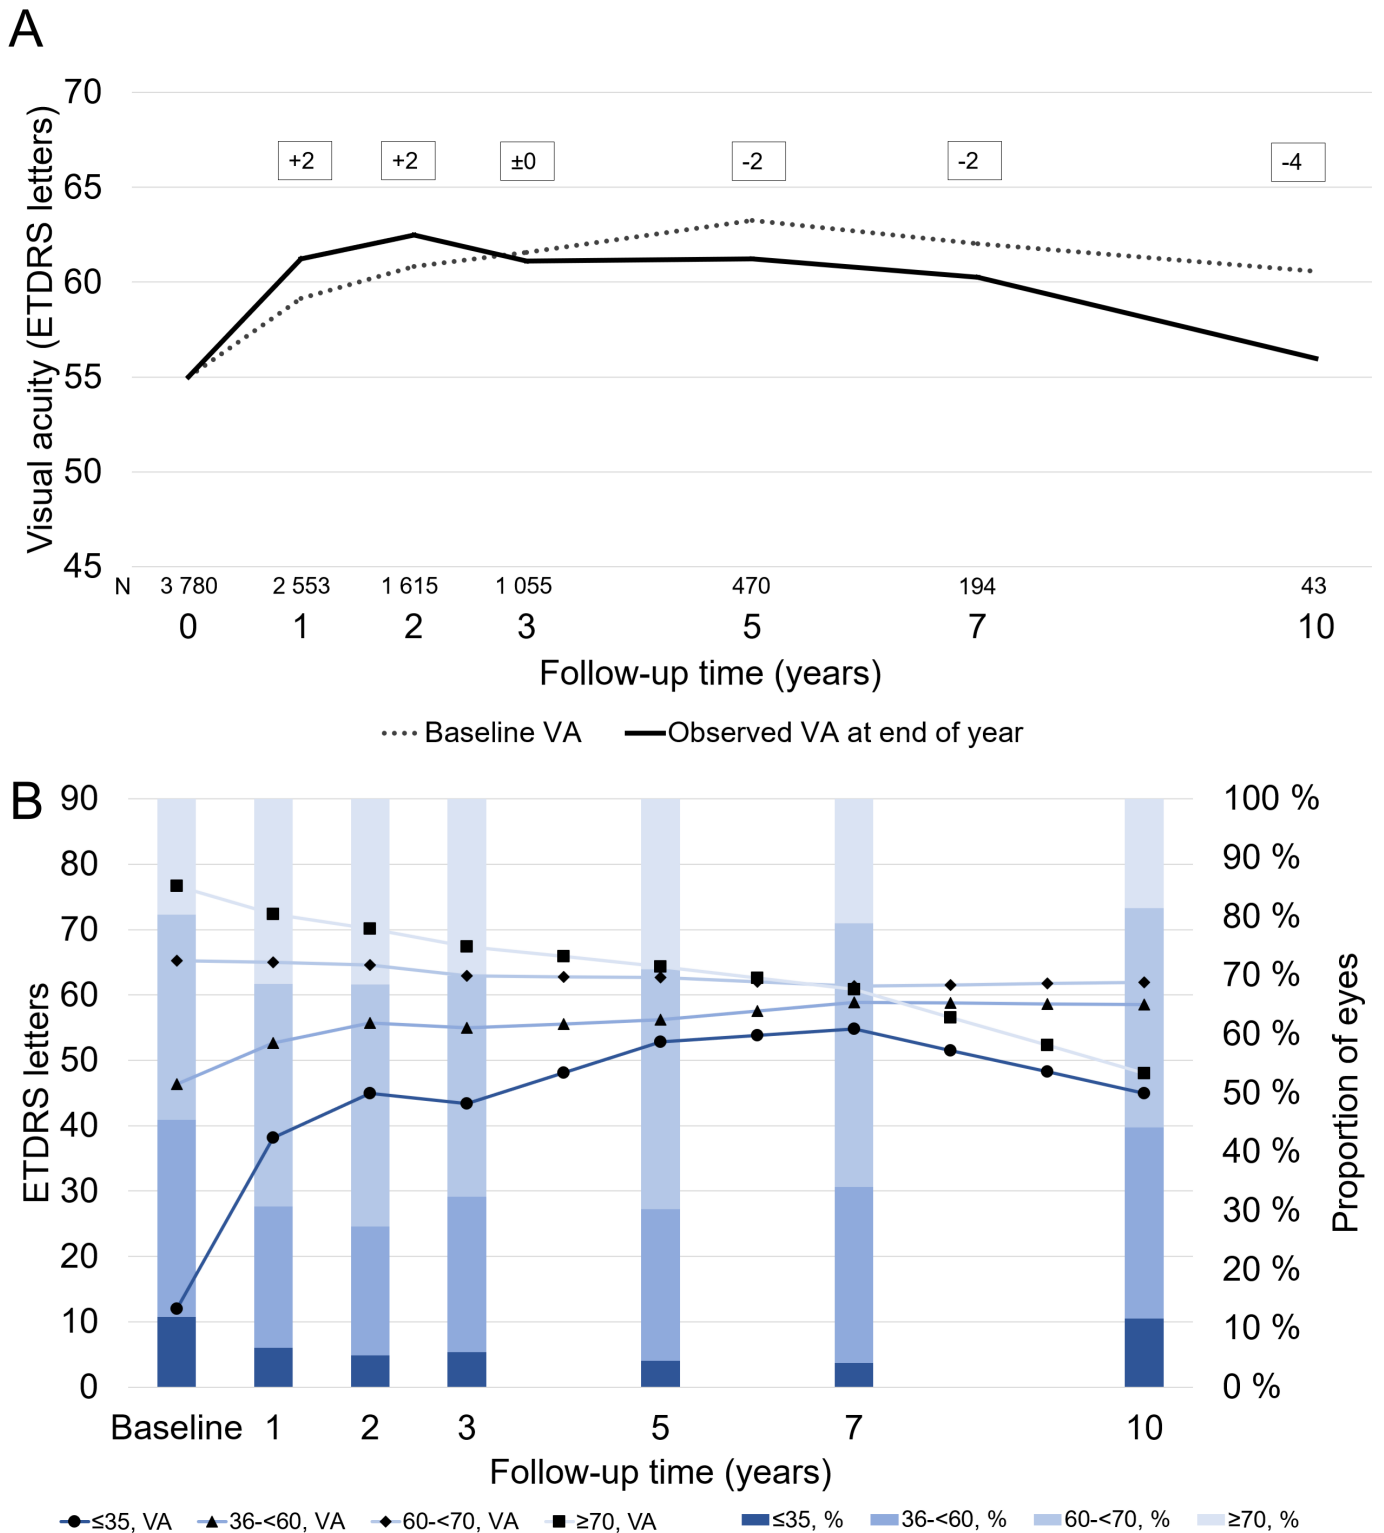 A
Visual acuity (ETDRS letters)
70
65
60
55
50
45
+2 +2 ±0 -2 -2 -4
N 3 780 2 553 1 615 1 055 470 194 43
0 1 2 3 5 7 10
Follow-up time (years)
Baseline VA Observed VA at end of year
B
ETDRS letters
90
80
70
60
50
40
30
20
10
0
100 %
90 %
80 %
70 %
60 %
50 %
40 %
30 %
20 %
10 %
0 %
Proportion of eyes
Baseline 1 2 3 5 7 10
Follow-up time (years)
≤35, VA 36-<60, VA 60-<70, VA ≥70, VA ≤35, % 36-<60, % 60-<70, % ≥70, %